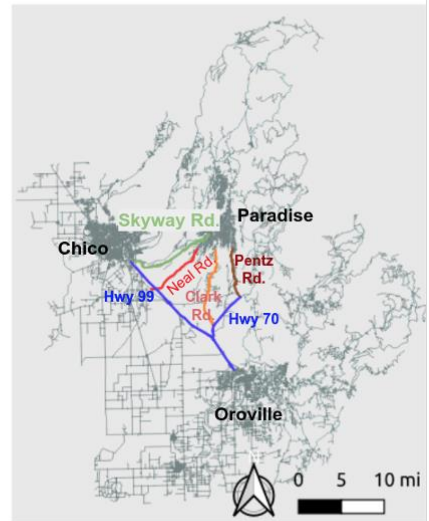 Skyway Rd.
Paradise
Chico
Neal Rd
Pentz
Rd.
Hwy 99
Clark
Rd.
Hwy 70
Oroville
0 5 10 mi